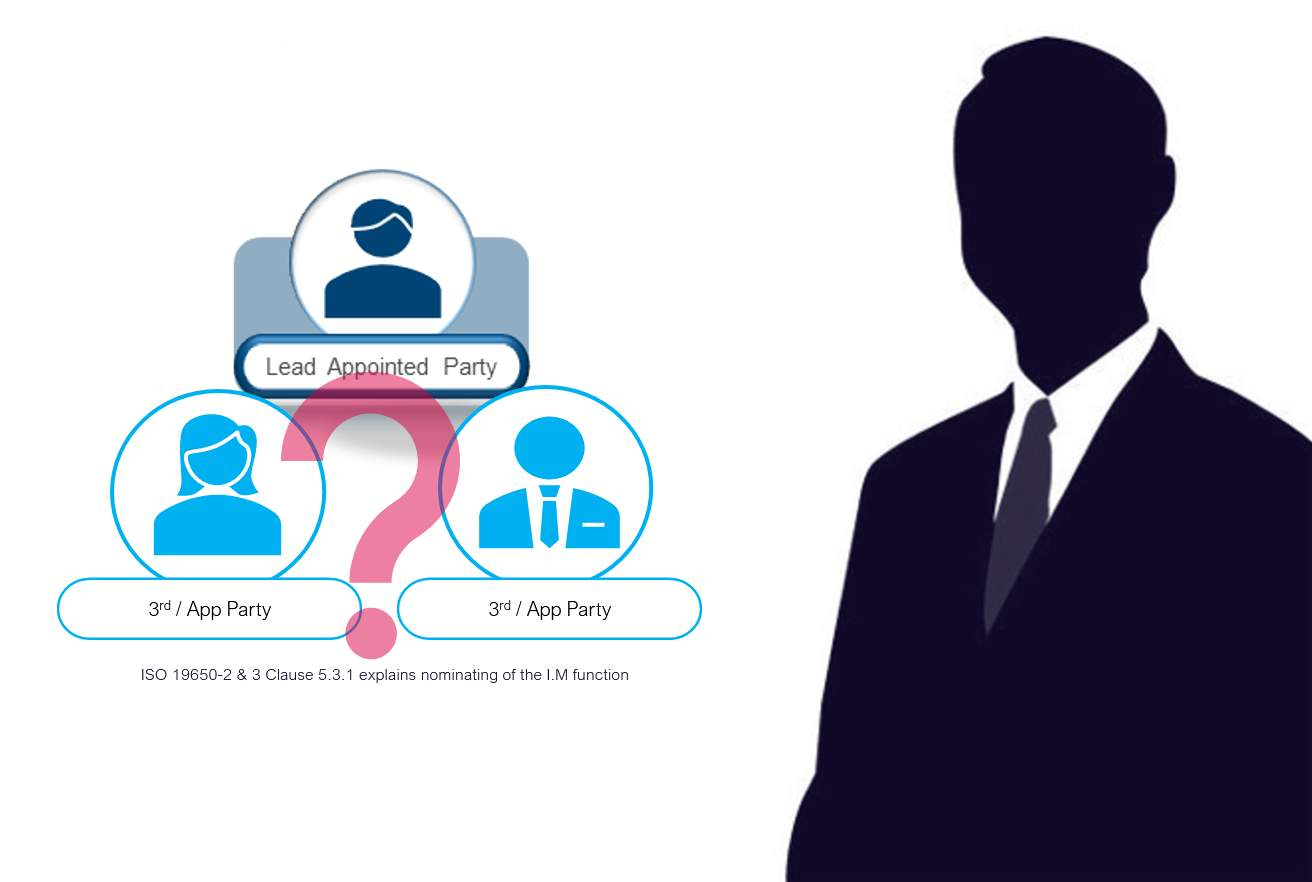 Lead Appointed Party
3rd / App Party
3rd / App Party
ISO 19650-2 & 3 Clause 5.3.1 explains nominating of the I.M function